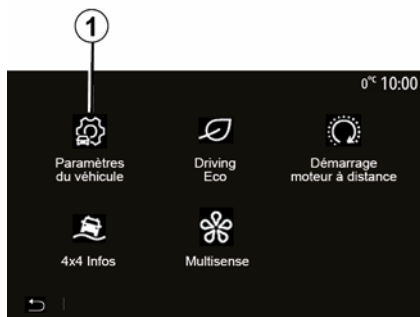 1
0°C 10:00
Paramètres
du véhicule
Driving
Eco
Démarrage
moteur à distance
4x4 Infos
Multisense